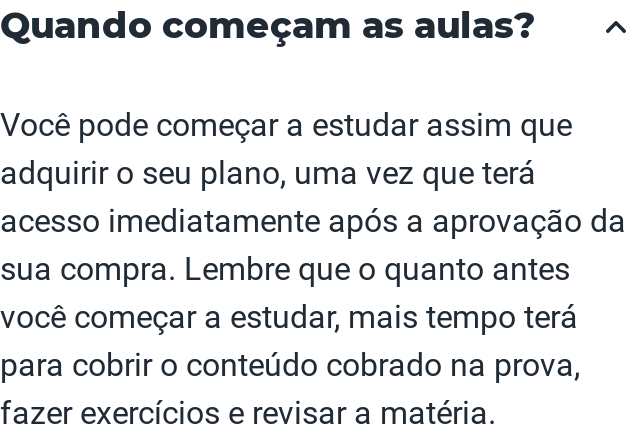 Quando começam as aulas?
Você pode começar a estudar assim que
adquirir o seu plano, uma vez que terá
acesso imediatamente após a aprovação da
sua compra. Lembre que o quanto antes
você começar a estudar, mais tempo terá
para cobrir o conteúdo cobrado na prova,
fazer exercícios e revisar a matéria.